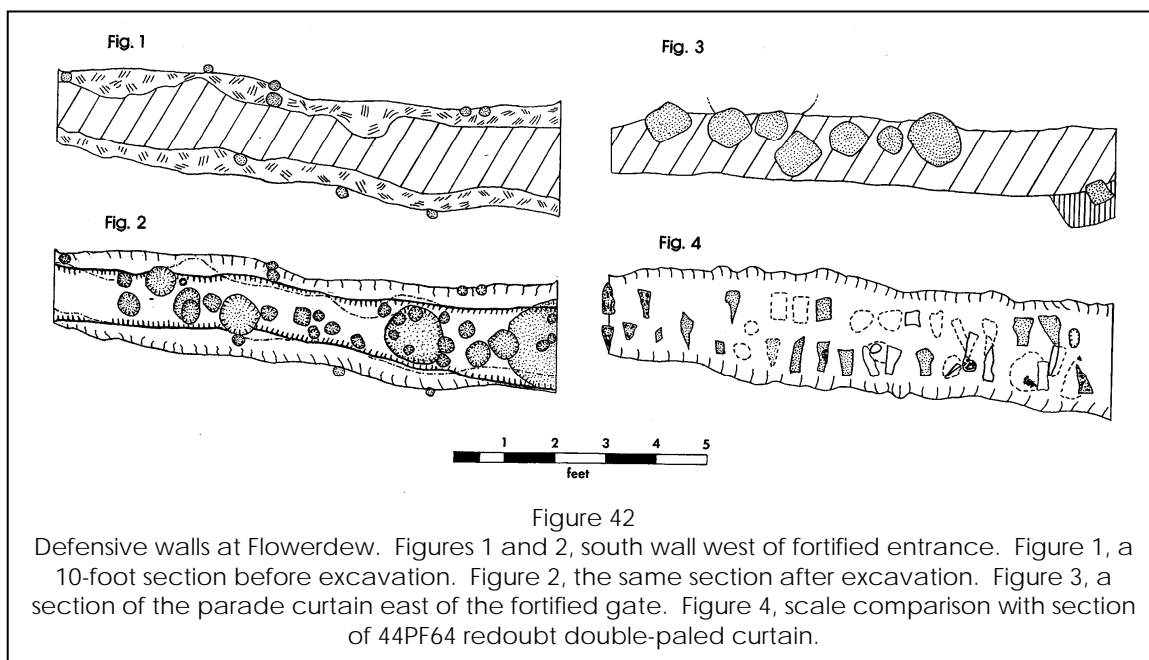 Fig. 1
Fig. 3
Fig. 2
Fig. 4
1 2 3 4 5
feet
Figure 42
Defensive walls at Flowerdew. Figures 1 and 2, south wall west of fortified entrance. Figure 1, a
10-foot section before excavation. Figure 2, the same section after excavation. Figure 3, a
section of the parade curtain east of the fortified gate. Figure 4, scale comparison with section
of 44PF64 redoubt double-paled curtain.